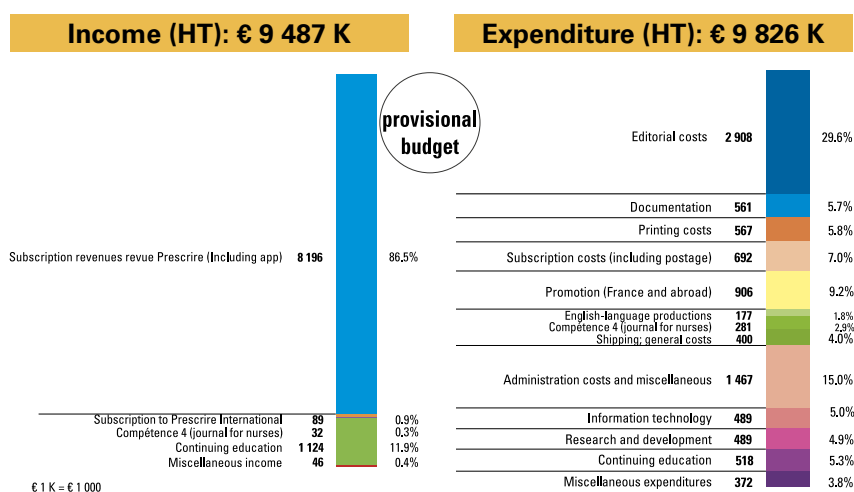 Income (HT): € 9 487 K
provisional
budget
Subscription revenues revue Prescrire (Including app) 8 196 86,5%
Subscription to Prescrire International 89 0.9%
Compétence 4 (journal for nurses) 32 0.3%
Continuing education 1 124 11.9%
Miscellaneous income 46 0.4%
€ 1 K = € 1 000
Expenditure (HT): € 9 826 K
Editorial costs 2 908 29.6%
Documentation 561 5.7%
Printing costs 567 5.8%
Subscription costs (including postage) 692 7.0%
Promotion (France and abroad) 906 9.2%
English-language productions 177 1.8%
Compétence 4 (journal for nurses) 281 2,9%
Shipping; general costs 400 4.0%
Administration costs and miscellaneous 1 467 15.0%
Information technology 489 5.0%
Research and development 489 4.9%
Continuing education 518 5.3%
Miscellaneous expenditures 372 3.8%